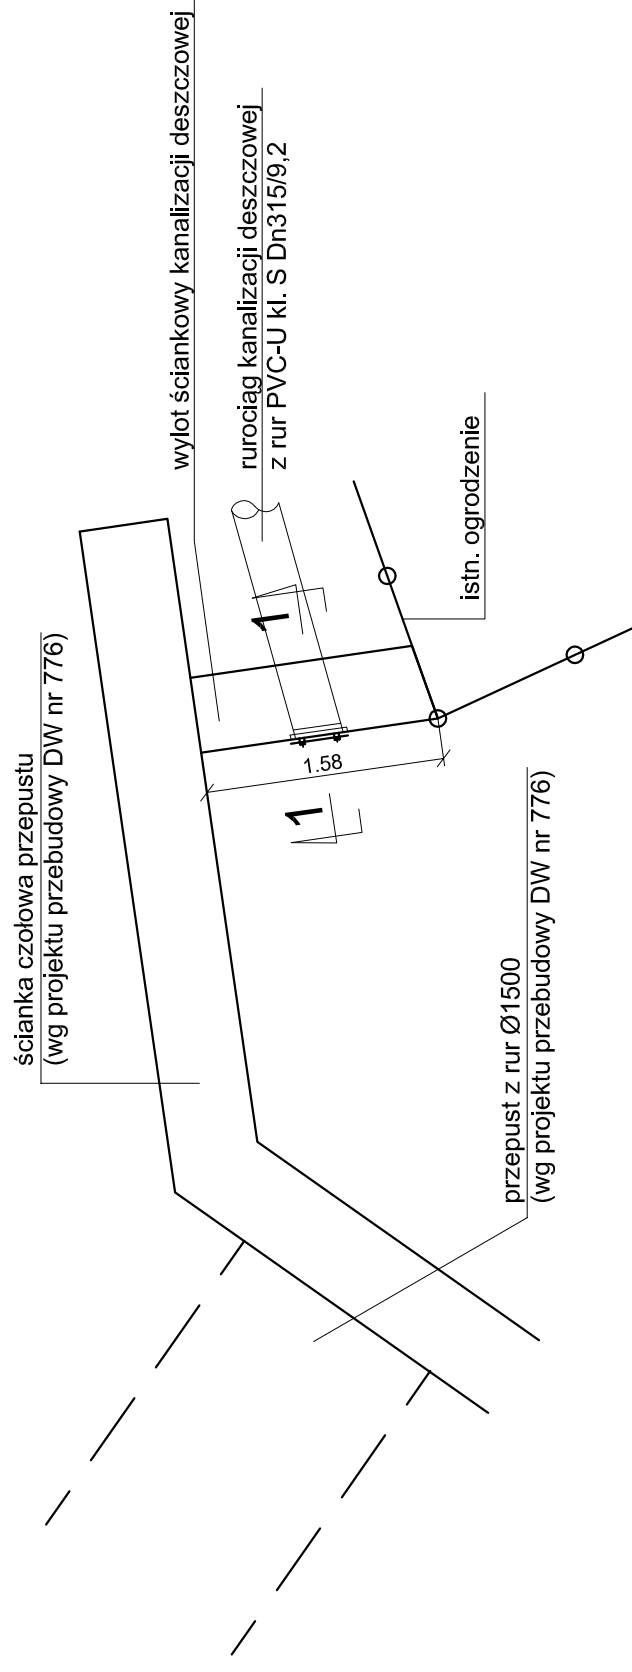 ścianka czołowa przepustu
(wg projektu przebudowy DW nr 776)
wylot ściankowy kanalizacji deszczowej
rurociąg kanalizacji deszczowej
z rur PVC-U kl. S Dn315/9,2
1
1
1.58
istn. ogrodzenie
przepust z rur Ø1500
(wg projektu przebudowy DW nr 776)